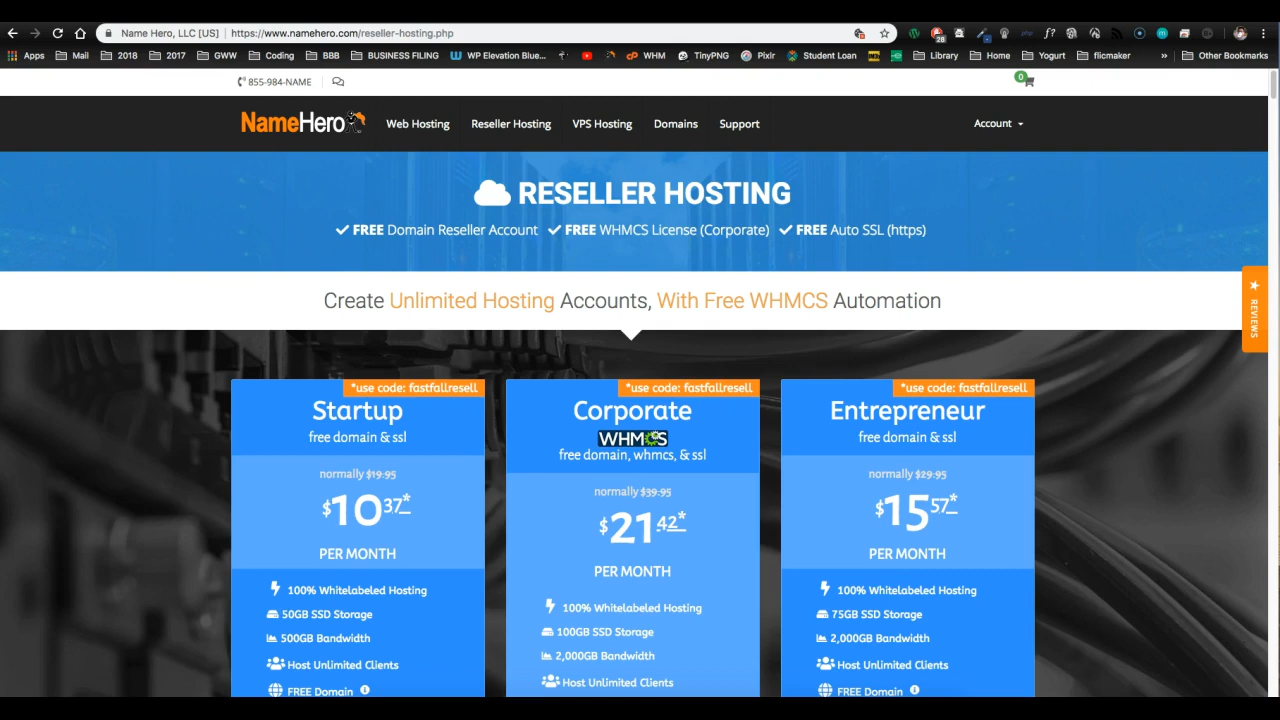 Name Hero, LLC [US] | https://www.namehero.com/reseller-hosting.php
28
Apps Mail 2018 2017 GWW Coding BBB BUSINESS FILING WP Elevation Blue... WHM TinyPNG Pixlr Student Loan Library Home Yogurt flicmaker » Other Bookmarks
855-984-NAME 0
NameHero Web Hosting Reseller Hosting VPS Hosting Domains Support Account
RESELLER HOSTING
FREE Domain Reseller Account FREE WHMCS License (Corporate) FREE Auto SSL (https)
Create Unlimited Hosting Accounts, With Free WHMCS Automation
REVIEWS
*use code: fastfallresell
Startup
free domain & ssl
normally $19.95
$10.37*
PER MONTH
100% Whitelabeled Hosting
50GB SSD Storage
500GB Bandwidth
Host Unlimited Clients
FREE Domain
*use code: fastfallresell
Corporate
WHMCS
free domain, whmcs, & ssl
normally $39.95
$21.42*
PER MONTH
100% Whitelabeled Hosting
100GB SSD Storage
2,000GB Bandwidth
Host Unlimited Clients
*use code: fastfallresell
Entrepreneur
free domain & ssl
normally $29.95
$15.57*
PER MONTH
100% Whitelabeled Hosting
75GB SSD Storage
2,000GB Bandwidth
Host Unlimited Clients
FREE Domain